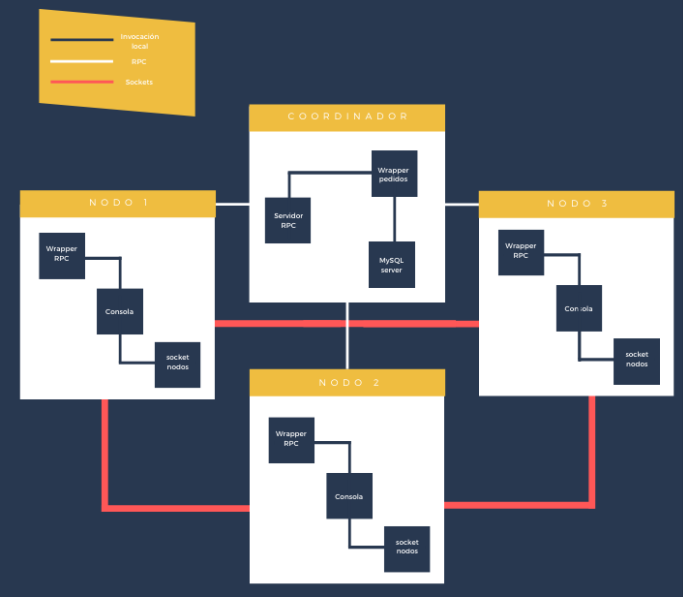 Invocación
local
RPC
Sockets
COORDINADOR
Wrapper
pedidos
Servidor
RPC
MySQL
server
NODO 1
Wrapper
RPC
Consola
socket
nodos
NODO 3
Wrapper
RPC
Consola
socket
nodos
NODO 2
Wrapper
RPC
Consola
socket
nodos